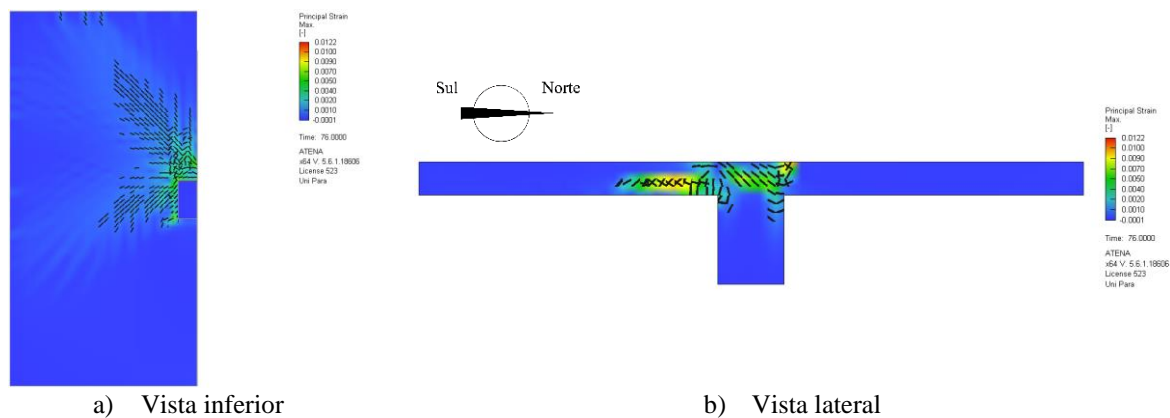 Principal Strain
Max.
[-]
0.0122
0.0100
0.0090
0.0070
0.0050
0.0040
0.0020
0.0010
-0.0001
Time: 76.0000
ATENA
x64 V. 5.6.1.18606
License 523
Uni Para
Sul
Norte
Principal Strain
Max.
[-]
0.0122
0.0100
0.0090
0.0070
0.0050
0.0040
0.0020
0.0010
-0.0001
Time: 76.0000
ATENA
x64 V. 5.6.1.18606
License 523
Uni Para
a) Vista inferior
b) Vista lateral